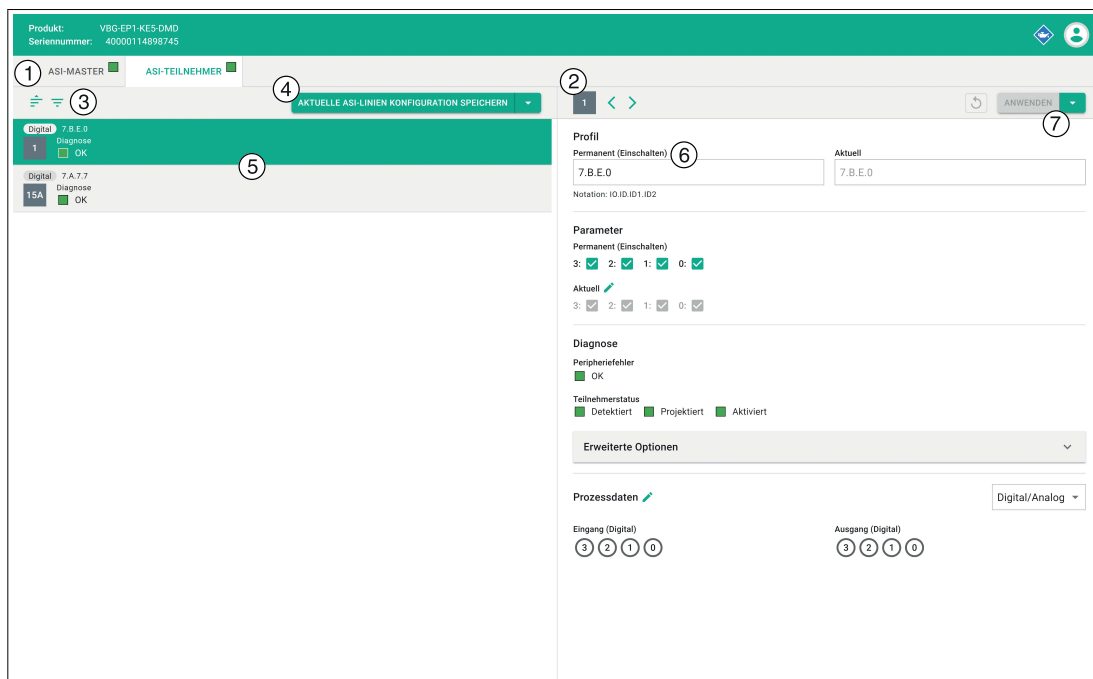 Produkt: VBG-EP1-KE5-DMD
Seriennummer: 40000114898745
1 ASI-MASTER ASI-TEILNEHMER
3 4 AKTUELLE ASI-LINIEN KONFIGURATION SPEICHERN
Digital 7.B.E.0
1 Diagnose
OK
5
Digital 7.A.7.7
15A Diagnose
OK
2
1 < > ANWENDEN
7
Profil
Permanent (Einschalten) 6 Aktuell
7.B.E.0 7.B.E.0
Notation: IO.ID.ID1.ID2
Parameter
Permanent (Einschalten)
3: 2: 1: 0:
Aktuell
3: 2: 1: 0:
Diagnose
Peripheriefehler
OK
Teilnehmerstatus
Detektiert Projektiert Aktiviert
Erweiterte Optionen
Prozessdaten Digital/Analog
Eingang (Digital) Ausgang (Digital)
3 2 1 0 3 2 1 0